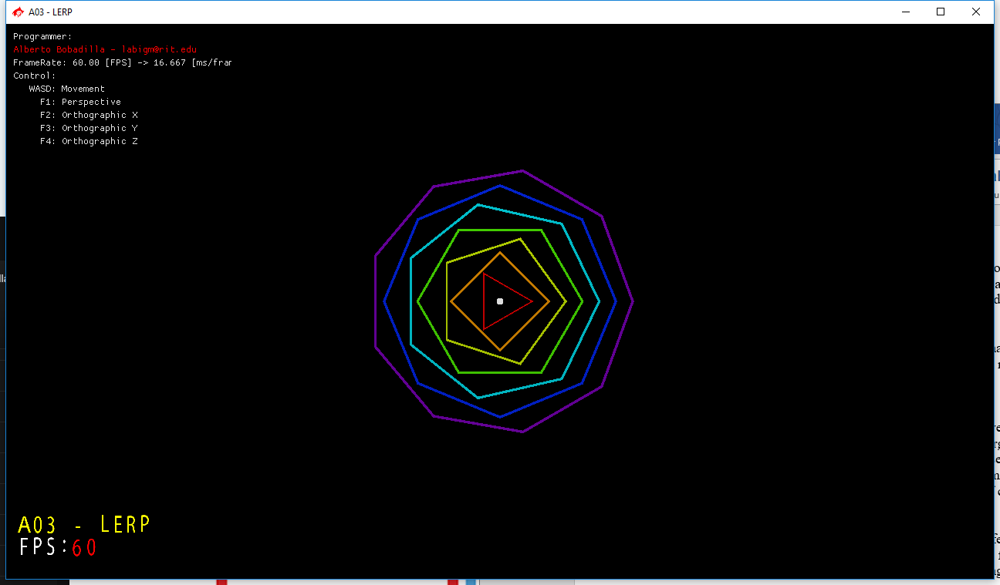 A03 - LERP
Programmer:
Alberto Bobadilla - labigm@rit.edu
FrameRate: 60.00 [FPS] -> 16.667 [ms/frar
Control:
WASD: Movement
F1: Perspective
F2: Orthographic X
F3: Orthographic Y
F4: Orthographic Z
A03 - LERP
FPS:60